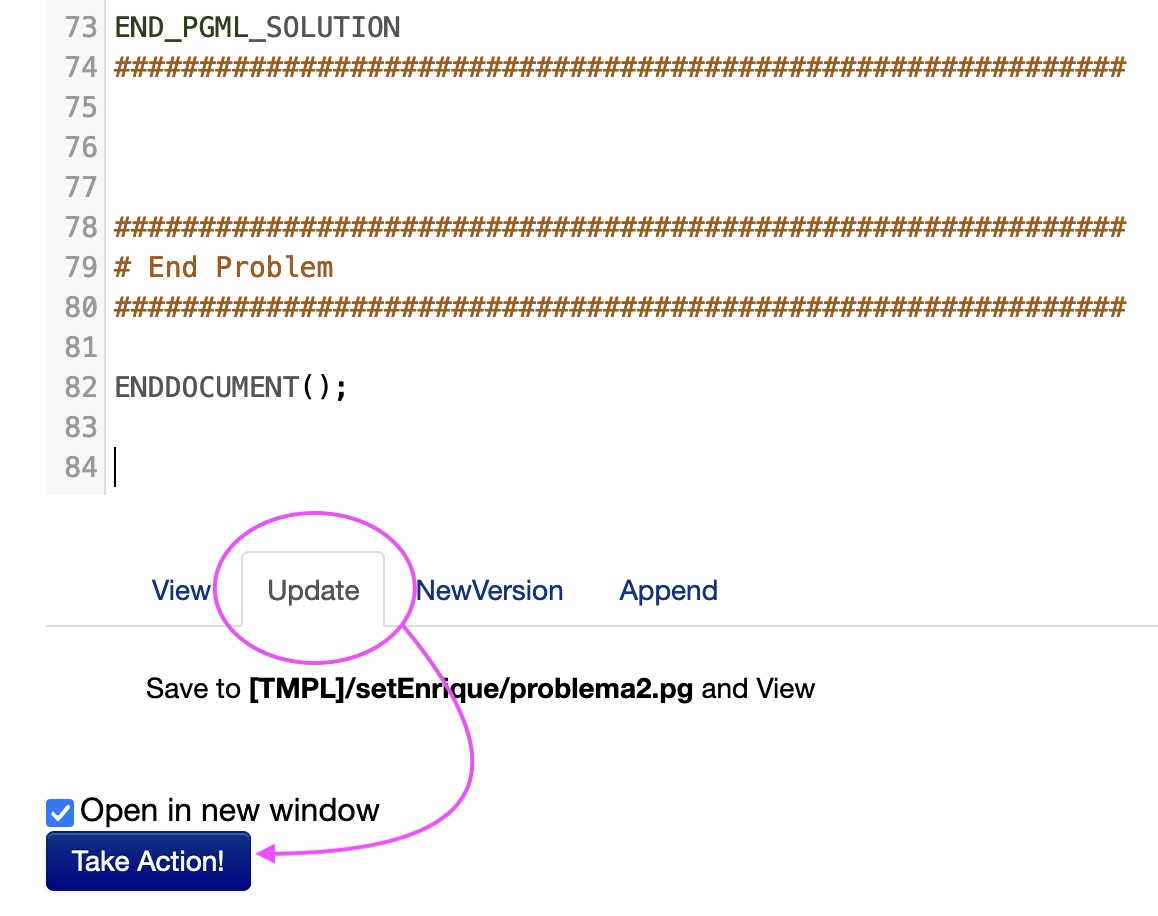 73 END_PGML_SOLUTION
74 ############################################################
75
76
77
78 ############################################################
79 # End Problem
80 ############################################################
81
82 ENDDOCUMENT();
83
84
View Update NewVersion Append
Save to [TMPL]/setEnrique/problema2.pg and View
Open in new window
Take Action!